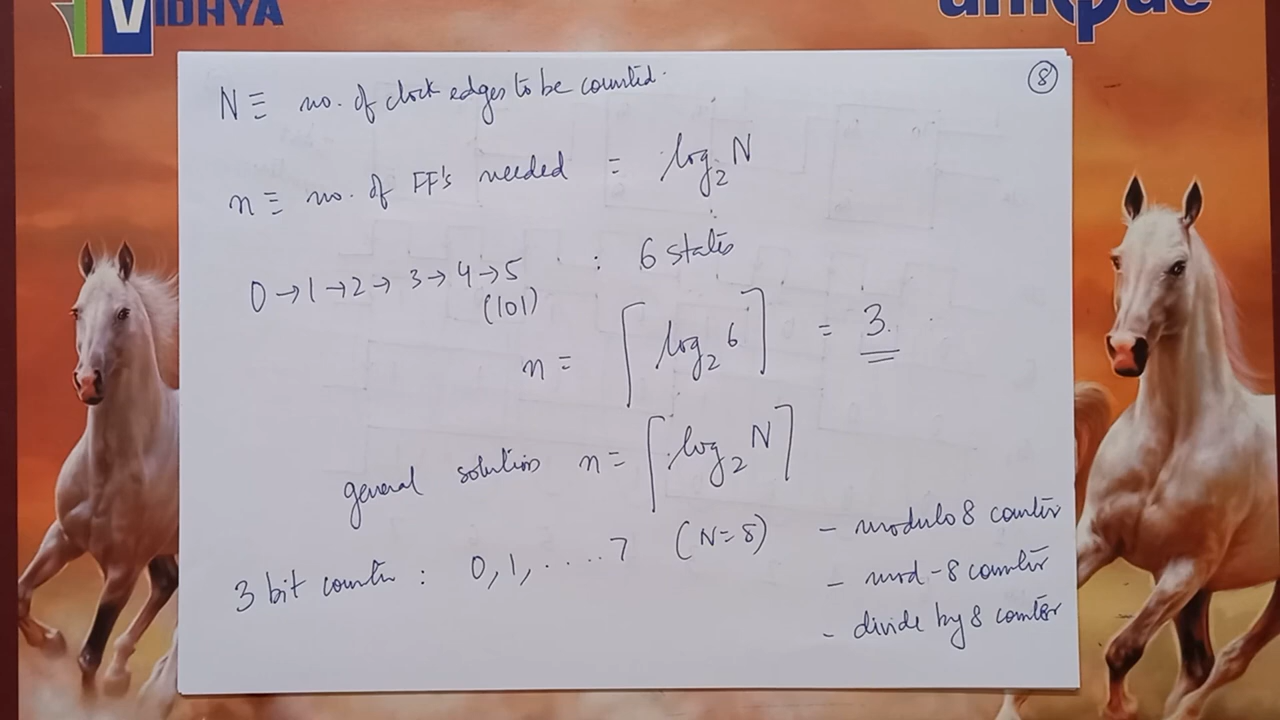 VIDHYA
unique
8
N ≡ no. of clock edges to be counted.
n ≡ no. of FF's needed = log₂ N
0 → 1 → 2 → 3 → 4 → 5 : 6 states
(101)
n = ⌈log₂ 6⌉ = 3.
general solution n = ⌈log₂ N⌉
3 bit counter : 0, 1, ....7 (N=8) - modulo 8 counter
- mod-8 counter
- divide by 8 counter